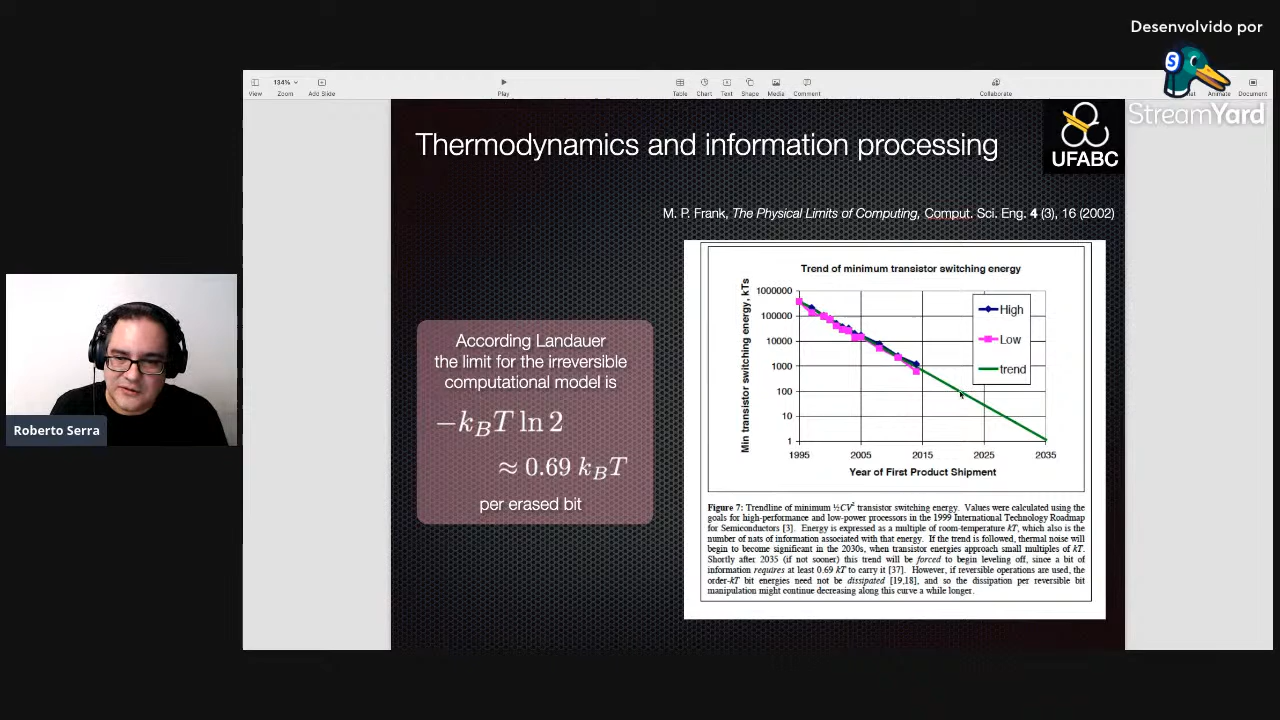 Desenvolvido por
S
StreamYard
134%
View
Zoom
Add Slide
Play
Table
Chart
Text
Shape
Media
Comment
Collaborate
Animate
Document
UFABC
Thermodynamics and information processing
M. P. Frank, The Physical Limits of Computing, Comput. Sci. Eng. 4 (3), 16 (2002)
According Landauer
the limit for the irreversible
computational model is
−k_B T ln 2
≈ 0.69 k_B T
per erased bit
Trend of minimum transistor switching energy
Min transistor switching energy, kTs
1000000
100000
10000
1000
100
10
1
1995
2005
2015
2025
2035
Year of First Product Shipment
High
Low
trend
Figure 7: Trendline of minimum ½CV² transistor switching energy. Values were calculated using the
goals for high-performance and low-power processors in the 1999 International Technology Roadmap
for Semiconductors [3]. Energy is expressed as a multiple of room-temperature kT, which also is the
number of nats of information associated with that energy. If the trend is followed, thermal noise will
begin to become significant in the 2030s, when transistor energies approach small multiples of kT.
Shortly after 2035 (if not sooner) this trend will be forced to begin leveling off, since a bit of
information requires at least 0.69 kT to carry it [37]. However, if reversible operations are used, the
order-kT bit energies need not be dissipated [19,18], and so the dissipation per reversible bit
manipulation might continue decreasing along this curve a while longer.
Roberto Serra